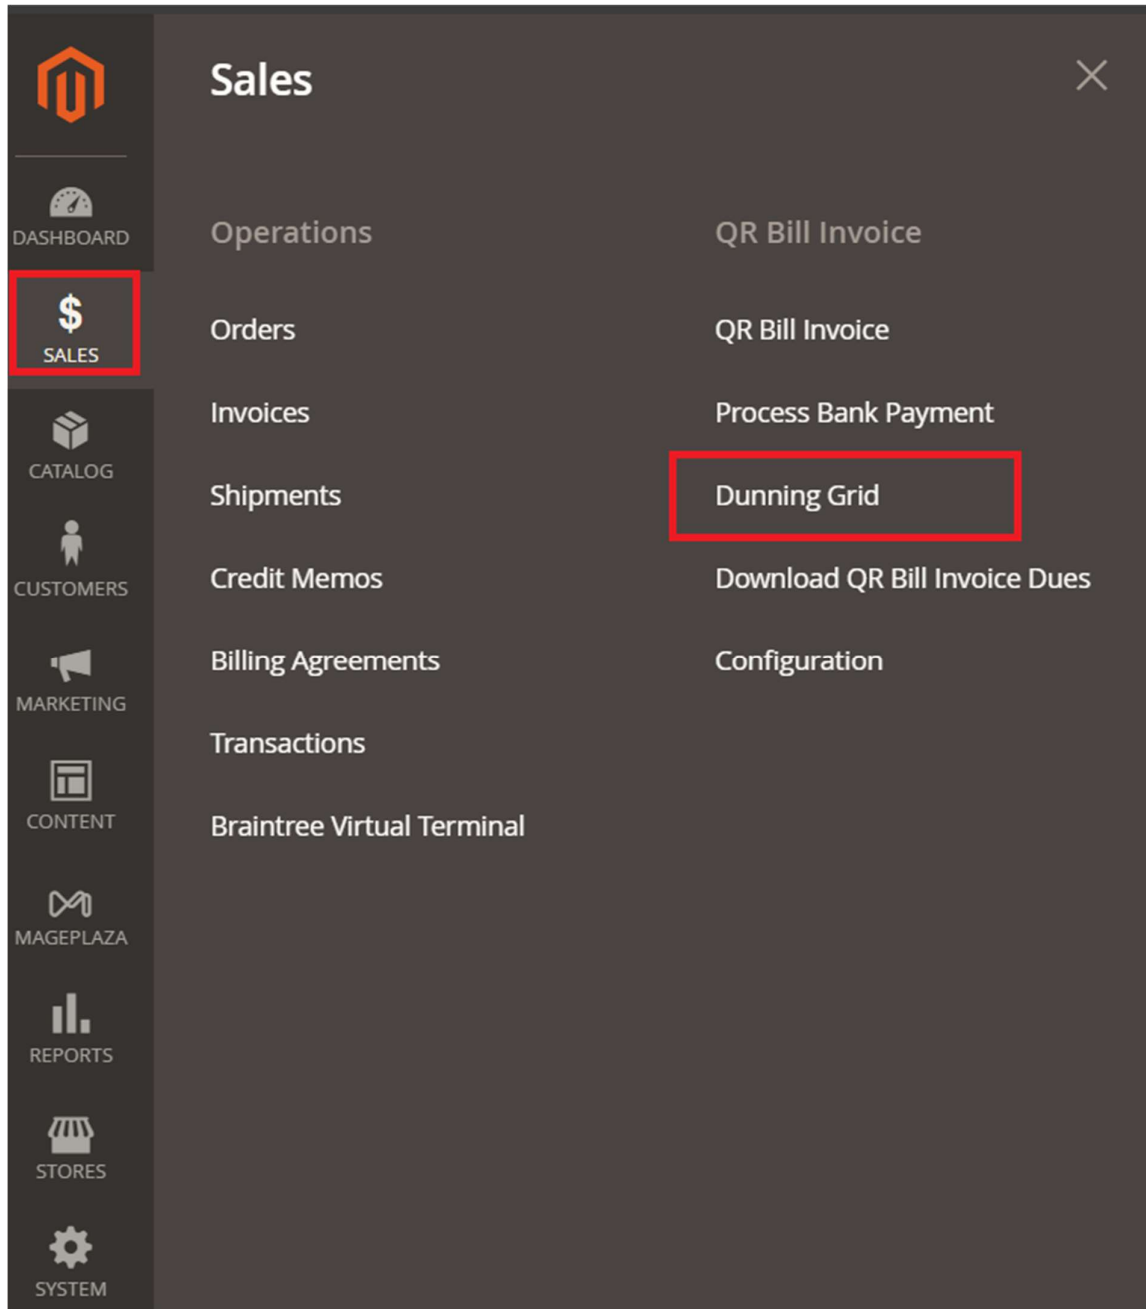 DASHBOARD
SALES
CATALOG
CUSTOMERS
MARKETING
CONTENT
MAGEPLAZA
REPORTS
STORES
SYSTEM
Sales
Operations
Orders
Invoices
Shipments
Credit Memos
Billing Agreements
Transactions
Braintree Virtual Terminal
QR Bill Invoice
QR Bill Invoice
Process Bank Payment
Dunning Grid
Download QR Bill Invoice Dues
Configuration